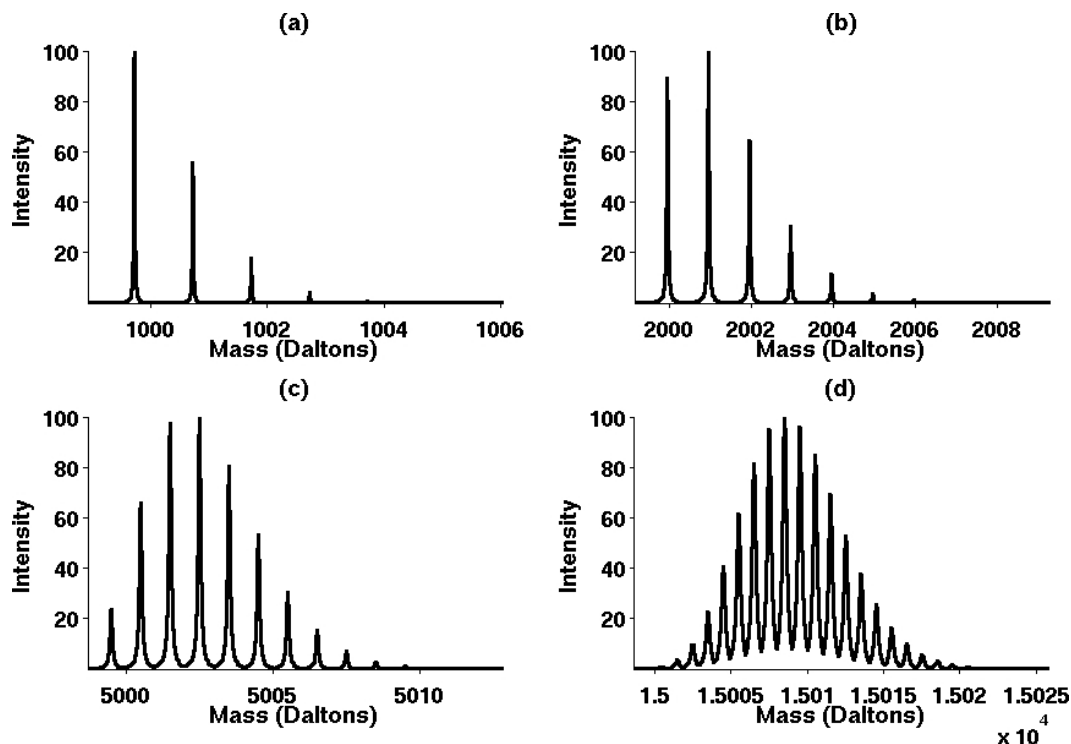 (a)
100
80
60
40
20
Intensity
1000 1002 1004 1006
Mass (Daltons)
(b)
100
80
60
40
20
Intensity
2000 2002 2004 2006 2008
Mass (Daltons)
(c)
100
80
60
40
20
Intensity
5000 5005 5010
Mass (Daltons)
(d)
100
80
60
40
20
Intensity
1.5 1.5005 1.501 1.5015 1.502 1.5025
Mass (Daltons)
x 10⁴